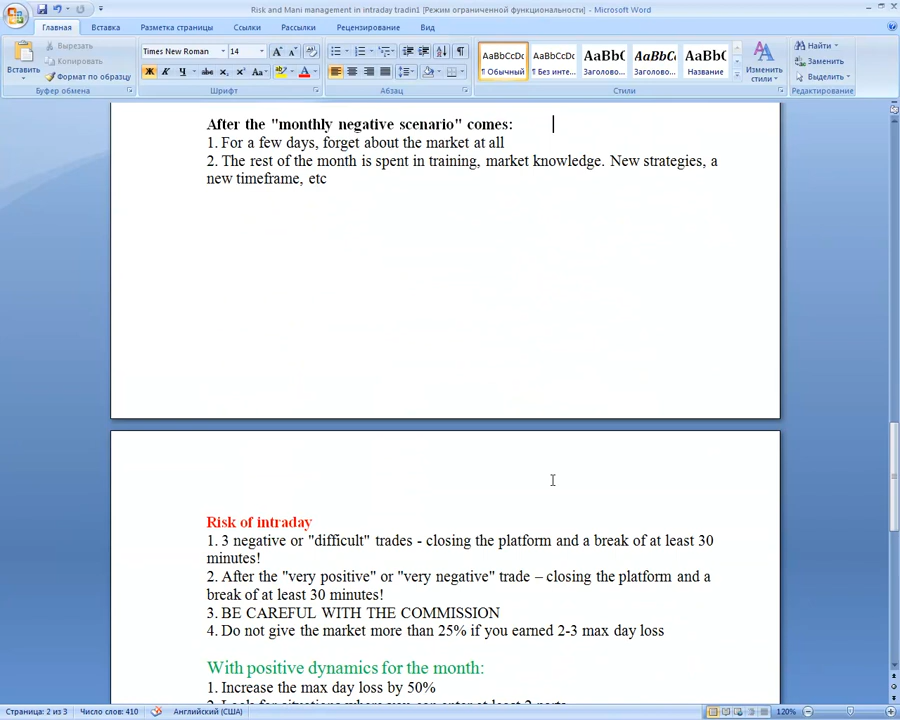 Risk and Mani management in intraday tradin1 [Режим ограниченной функциональности] - Microsoft Word
Главная Вставка Разметка страницы Ссылки Рассылки Рецензирование Вид
Вставить
Вырезать
Копировать
Формат по образцу
Буфер обмена
Times New Roman 14
Ж К Ч abc x₂ x² Aa
Шрифт
Абзац
AaBbCcDc AaBbCcDc AaBbC AaBbCc AaBbC
¶ Обычный ¶ Без инте... Заголово... Заголово... Название
Изменить стили
Стили
Найти
Заменить
Выделить
Редактирование
After the "monthly negative scenario" comes:
1. For a few days, forget about the market at all
2. The rest of the month is spent in training, market knowledge. New strategies, a
new timeframe, etc
Risk of intraday
1. 3 negative or "difficult" trades - closing the platform and a break of at least 30
minutes!
2. After the "very positive" or "very negative" trade – closing the platform and a
break of at least 30 minutes!
3. BE CAREFUL WITH THE COMMISSION
4. Do not give the market more than 25% if you earned 2-3 max day loss
With positive dynamics for the month:
1. Increase the max day loss by 50%
Страница: 2 из 3 Число слов: 410 Английский (США) 120%